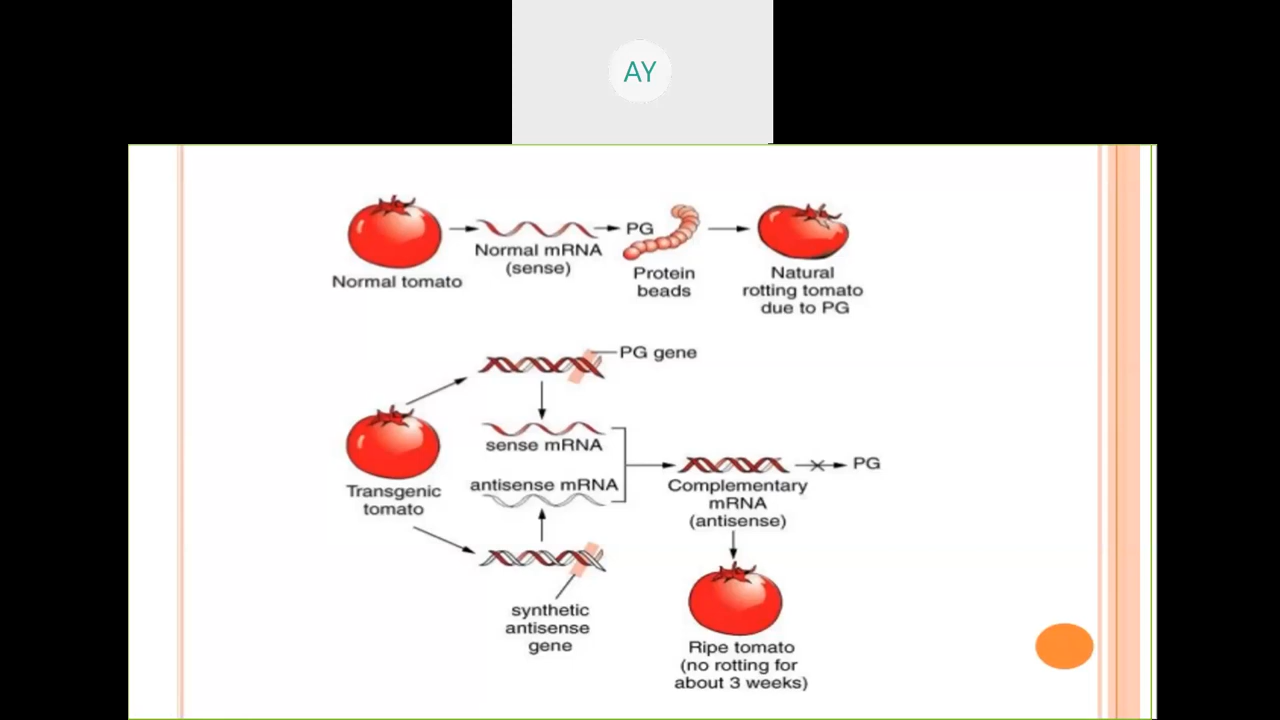 AY
Normal tomato
Normal mRNA
(sense)
PG
Protein
beads
Natural
rotting tomato
due to PG
PG gene
sense mRNA
antisense mRNA
Transgenic
tomato
Complementary
mRNA
(antisense)
PG
synthetic
antisense
gene
Ripe tomato
(no rotting for
about 3 weeks)